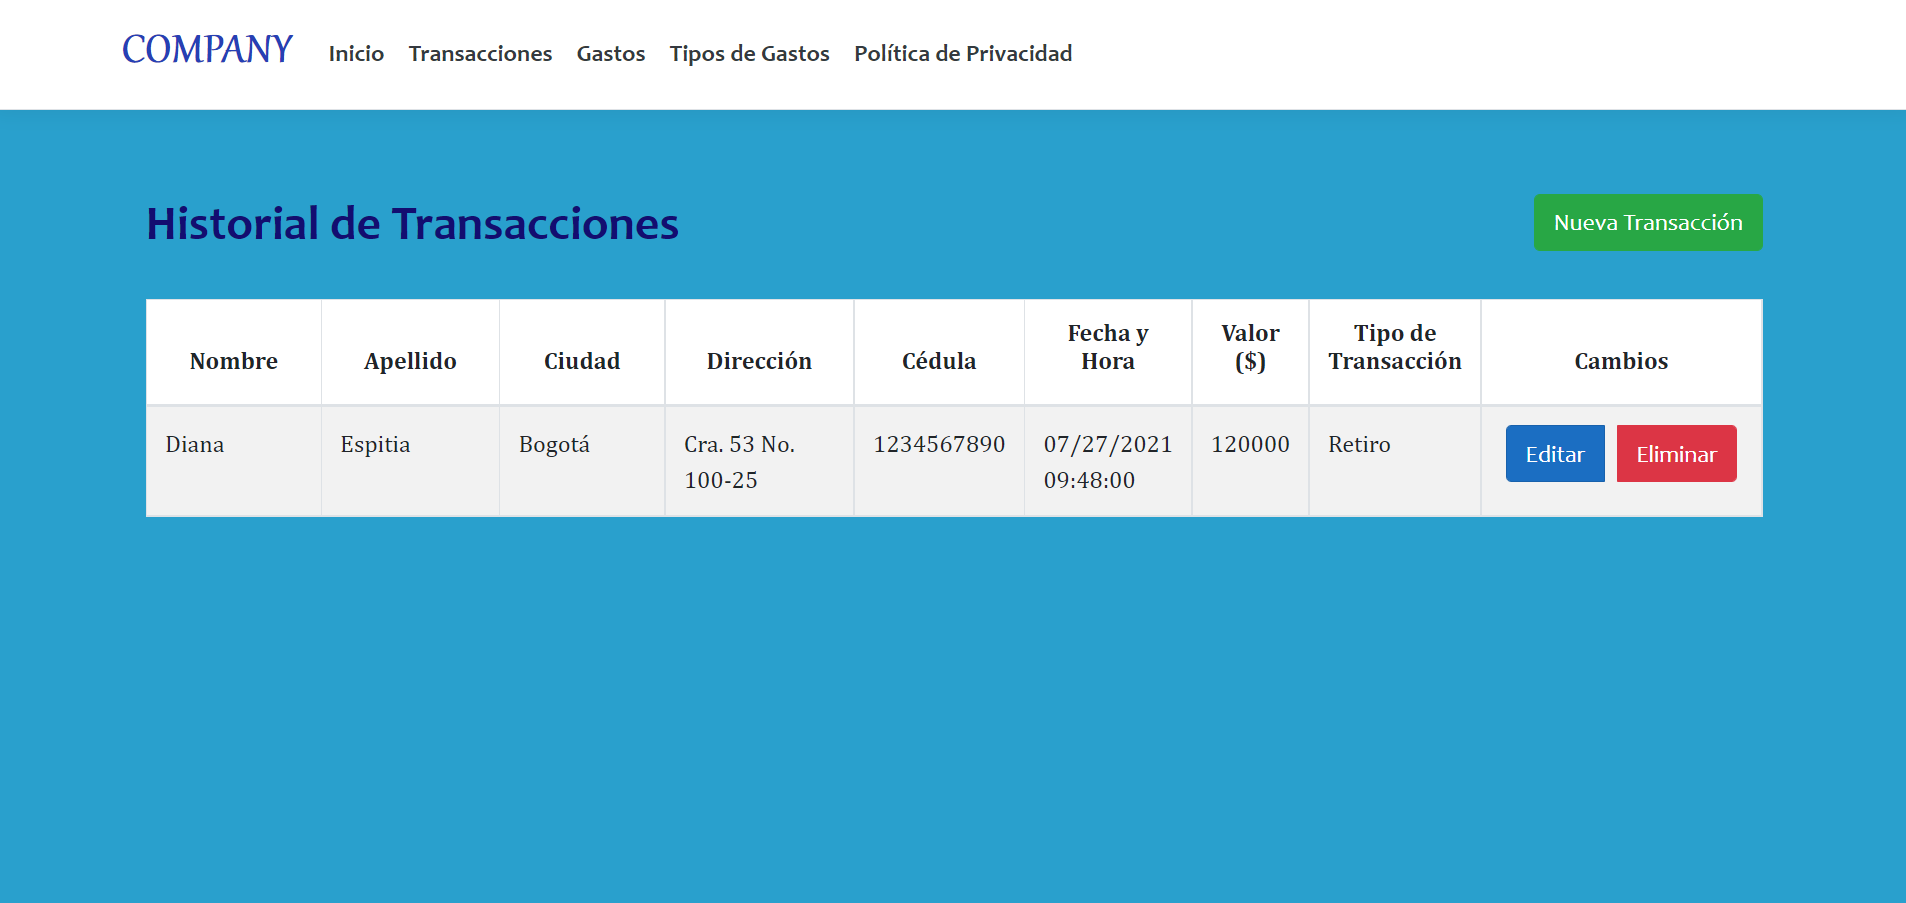 COMPANY Inicio Transacciones Gastos Tipos de Gastos Política de Privacidad
Historial de Transacciones
Nueva Transacción
Nombre
Apellido
Ciudad
Dirección
Cédula
Fecha y
Hora
Valor
($)
Tipo de
Transacción
Cambios
Diana
Espitia
Bogotá
Cra. 53 No.
100-25
1234567890
07/27/2021
09:48:00
120000
Retiro
Editar
Eliminar